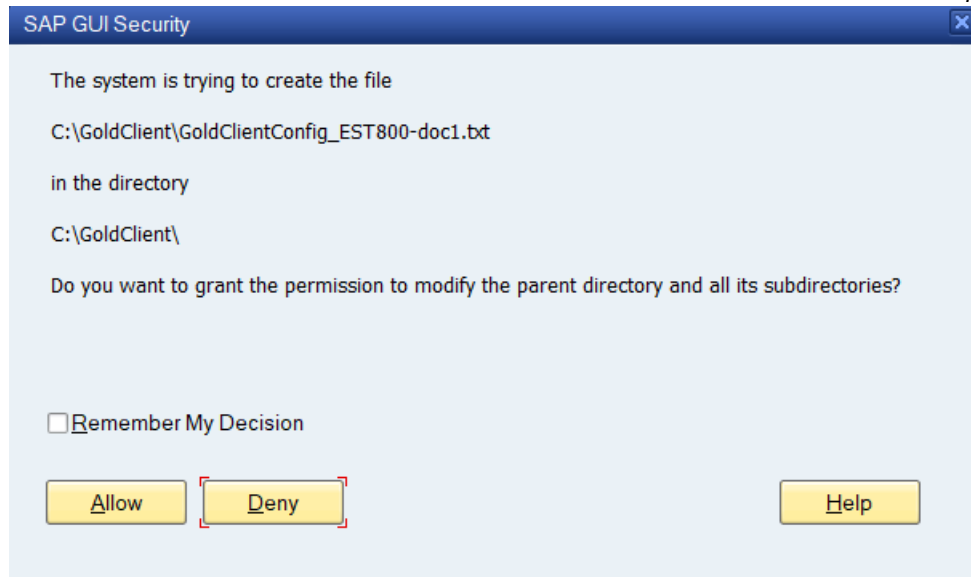 SAP GUI Security
The system is trying to create the file
C:\GoldClient\GoldClientConfig_EST800-doc1.txt
in the directory
C:\GoldClient\
Do you want to grant the permission to modify the parent directory and all its subdirectories?
Remember My Decision
Allow Deny Help